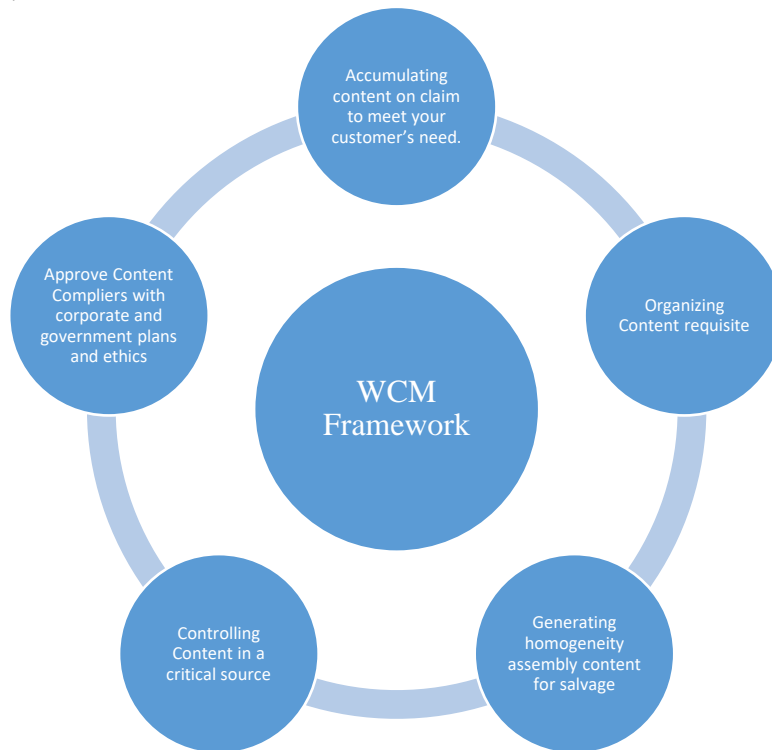 Accumulating
content on claim
to meet your
customer’s need.
Organizing
Content requisite
Generating
homogeneity
assembly content
for salvage
Controlling
Content in a
critical source
Approve Content
Compliers with
corporate and
government plans
and ethics
WCM
Framework